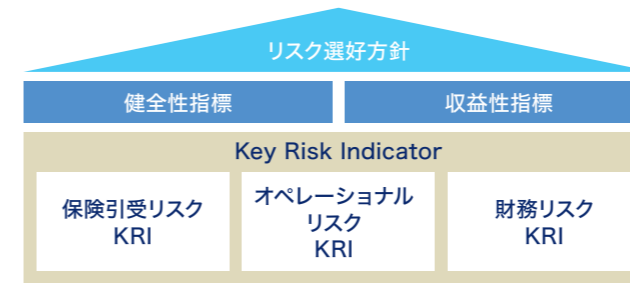 リスク選好方針
健全性指標
収益性指標
Key Risk Indicator
保険引受リスク
KRI
オペレーショナル
リスク
KRI
財務リスク
KRI